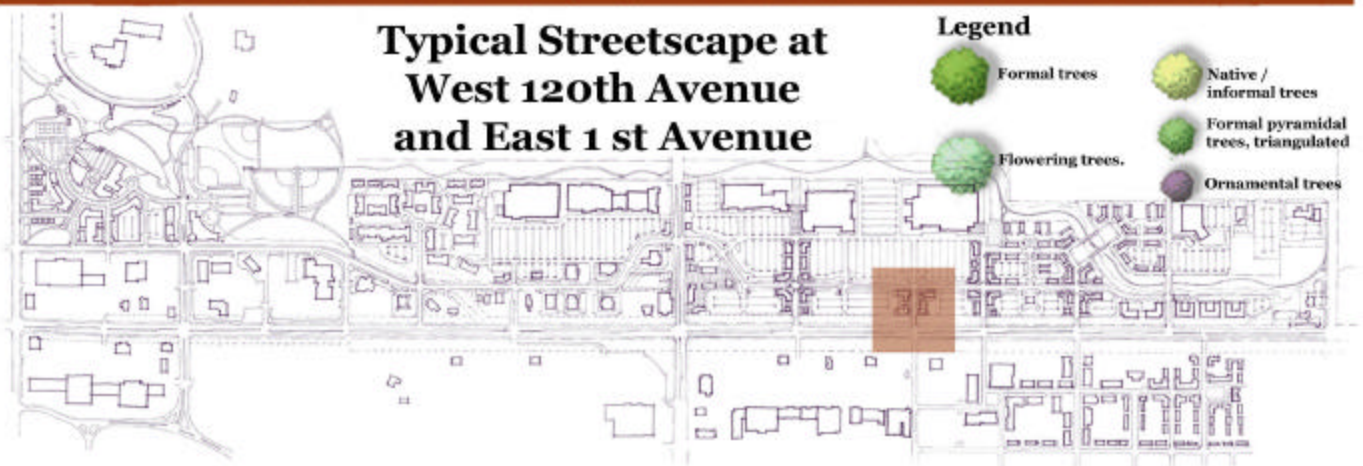 Typical Streetscape at
West 120th Avenue
and East 1 st Avenue
Legend
Formal trees
Flowering trees.
Native /
informal trees
Formal pyramidal
trees, triangulated
Ornamental trees